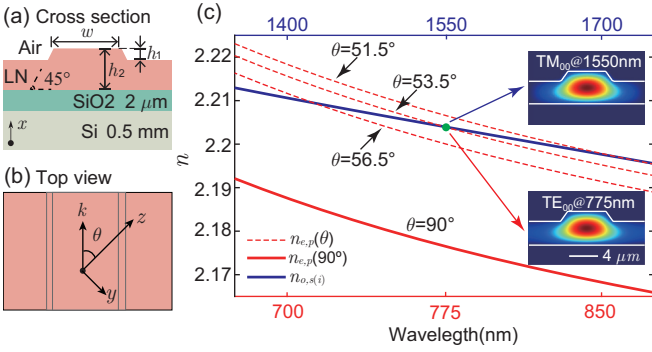 (a) Cross section
Air
w
h₁
h₂
LN
45°
SiO2 2 μm
Si 0.5 mm
x
(b) Top view
k
z
θ
y
(c)
1400
1550
1700
2.22
2.21
2.20
2.19
2.18
2.17
n
θ=51.5°
θ=53.5°
θ=56.5°
θ=90°
TM₀₀@1550nm
TE₀₀@775nm
4 μm
nₑ,ₚ(θ)
nₑ,ₚ(90°)
nₒ,ₛ₍ᵢ₎
700
775
850
Wavelegth(nm)